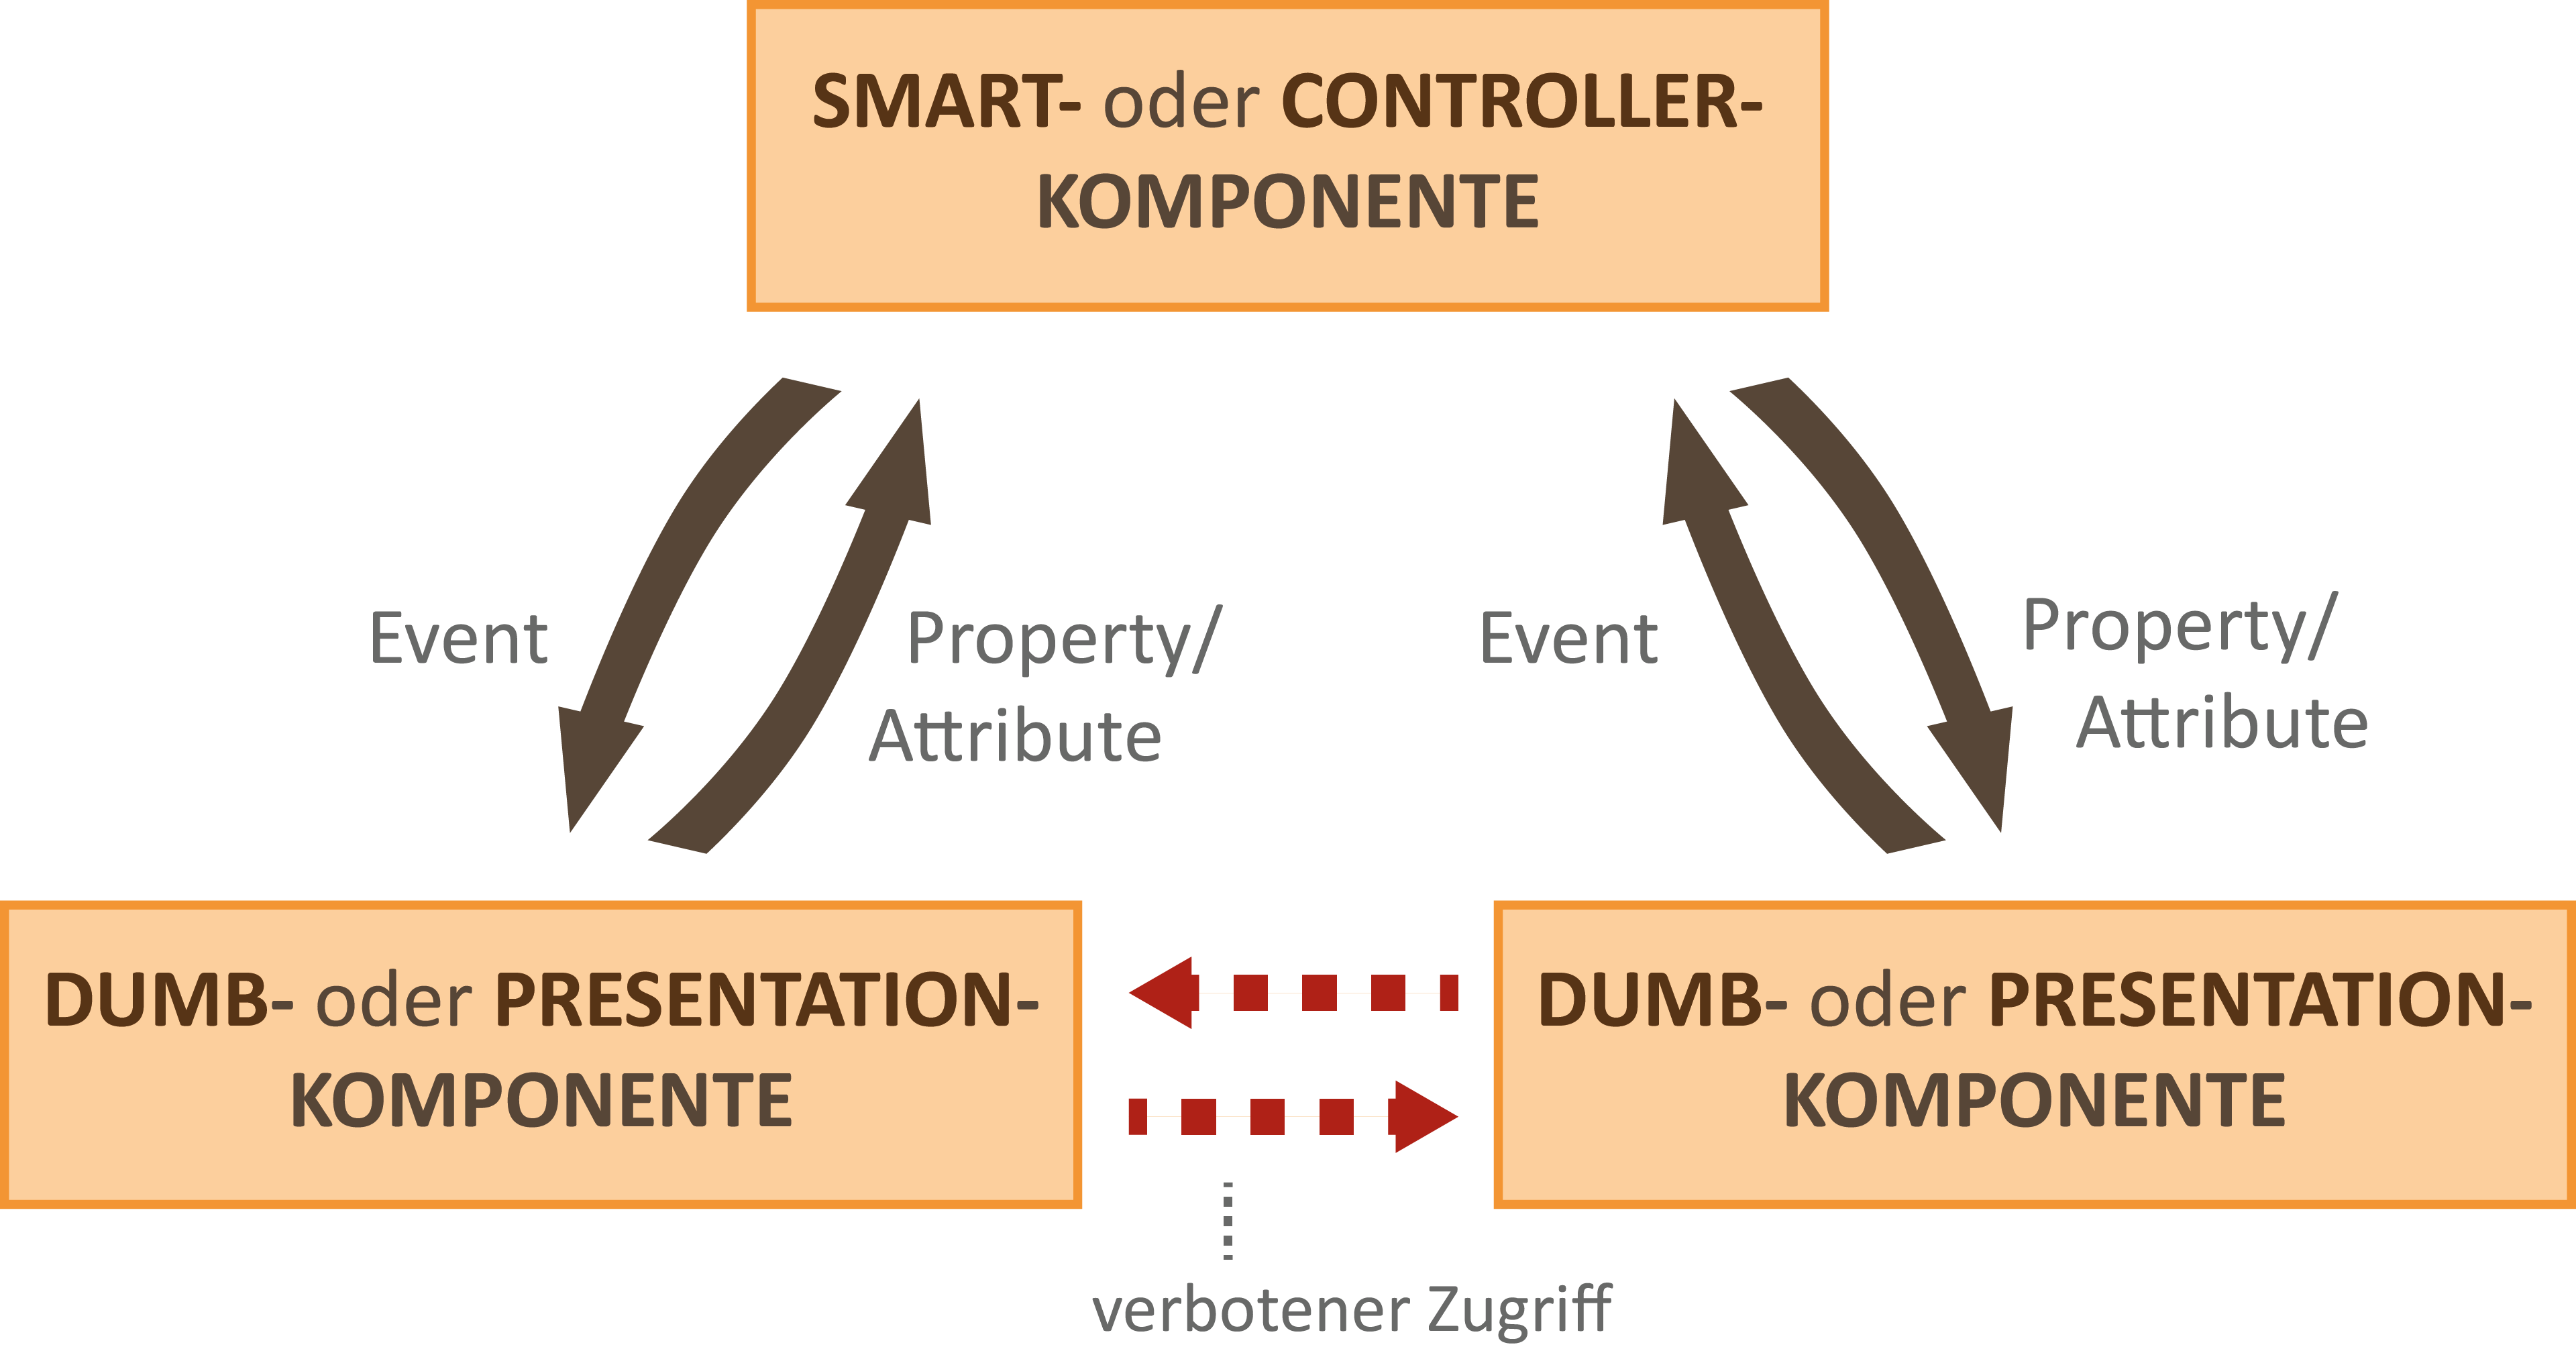 SMART- oder CONTROLLER-
KOMPONENTE
Event
Property/
Attribute
Event
Property/
Attribute
DUMB- oder PRESENTATION-
KOMPONENTE
DUMB- oder PRESENTATION-
KOMPONENTE
verbotener Zugriff